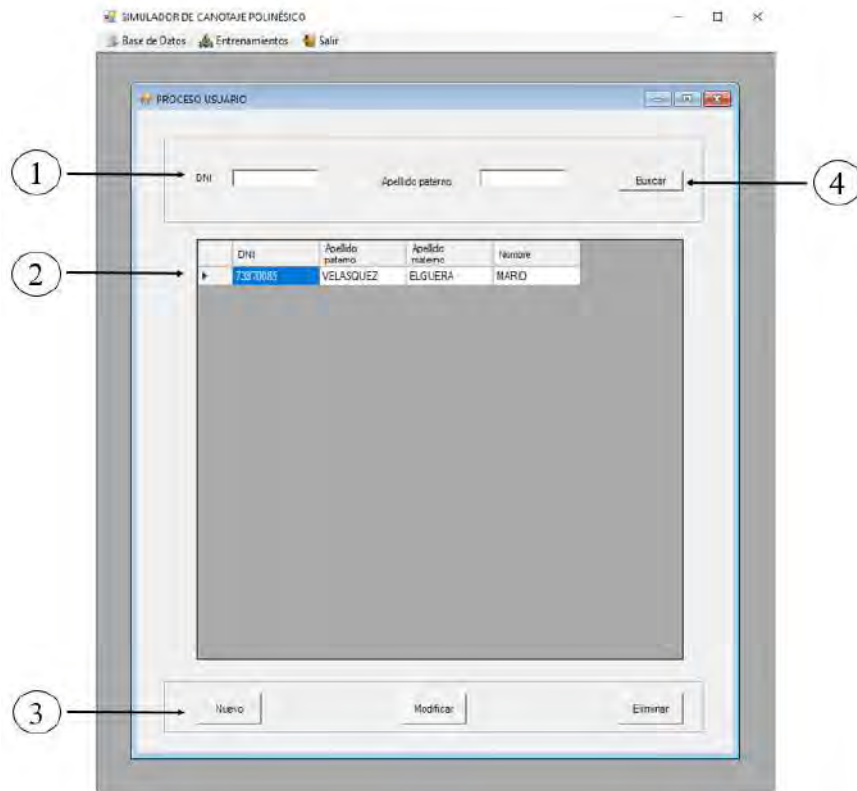 SIMULADOR DE CANOTAJE POLINÉSICO
Base de Datos Entrenamientos Salir
PROCESO USUARIO
1 DNI Apellido paterno Buscar 4
DNI Apellido paterno Apellido materno Nombre
2 73870085 VELASQUEZ ELGUERA MARIO
3 Nuevo Modificar Eliminar